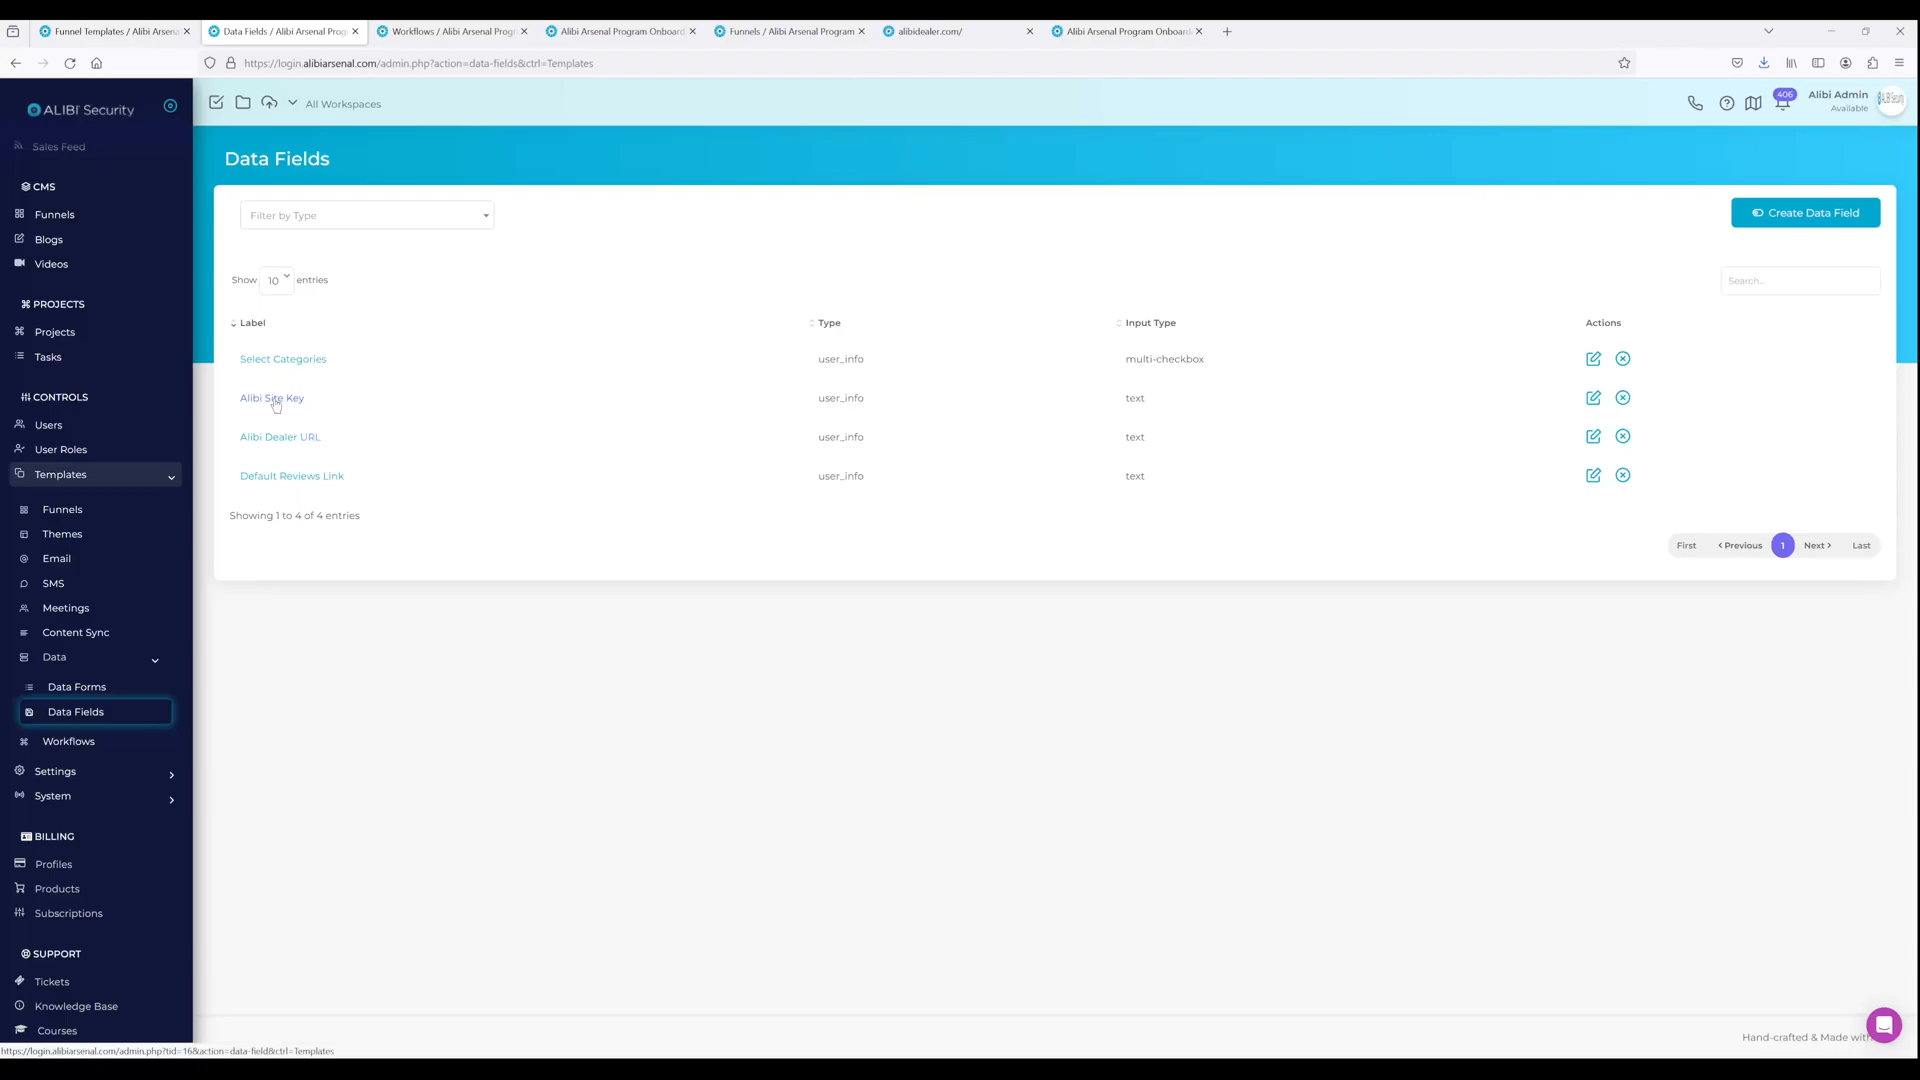 Funnel Templates / Alibi Arsena
Data Fields / Alibi Arsenal Prog
Workflows / Alibi Arsenal Progr
Alibi Arsenal Program Onboard
Funnels / Alibi Arsenal Program
alibidealer.com/
Alibi Arsenal Program Onboard
https://login.alibiarsenal.com/admin.php?action=data-fields&ctrl=Templates
ALIBI Security
All Workspaces
406
Alibi Admin
Available
Sales Feed
CMS
Funnels
Blogs
Videos
PROJECTS
Projects
Tasks
CONTROLS
Users
User Roles
Templates
Funnels
Themes
Email
SMS
Meetings
Content Sync
Data
Data Forms
Data Fields
Workflows
Settings
System
BILLING
Profiles
Products
Subscriptions
SUPPORT
Tickets
Knowledge Base
Courses
Data Fields
Filter by Type
Create Data Field
Show 10 entries
Search...
Label Type Input Type Actions
Select Categories user_info multi-checkbox
Alibi Site Key user_info text
Alibi Dealer URL user_info text
Default Reviews Link user_info text
Showing 1 to 4 of 4 entries
First Previous 1 Next Last
Hand-crafted & Made with
https://login.alibiarsenal.com/admin.php?tid=16&action=data-field&ctrl=Templates